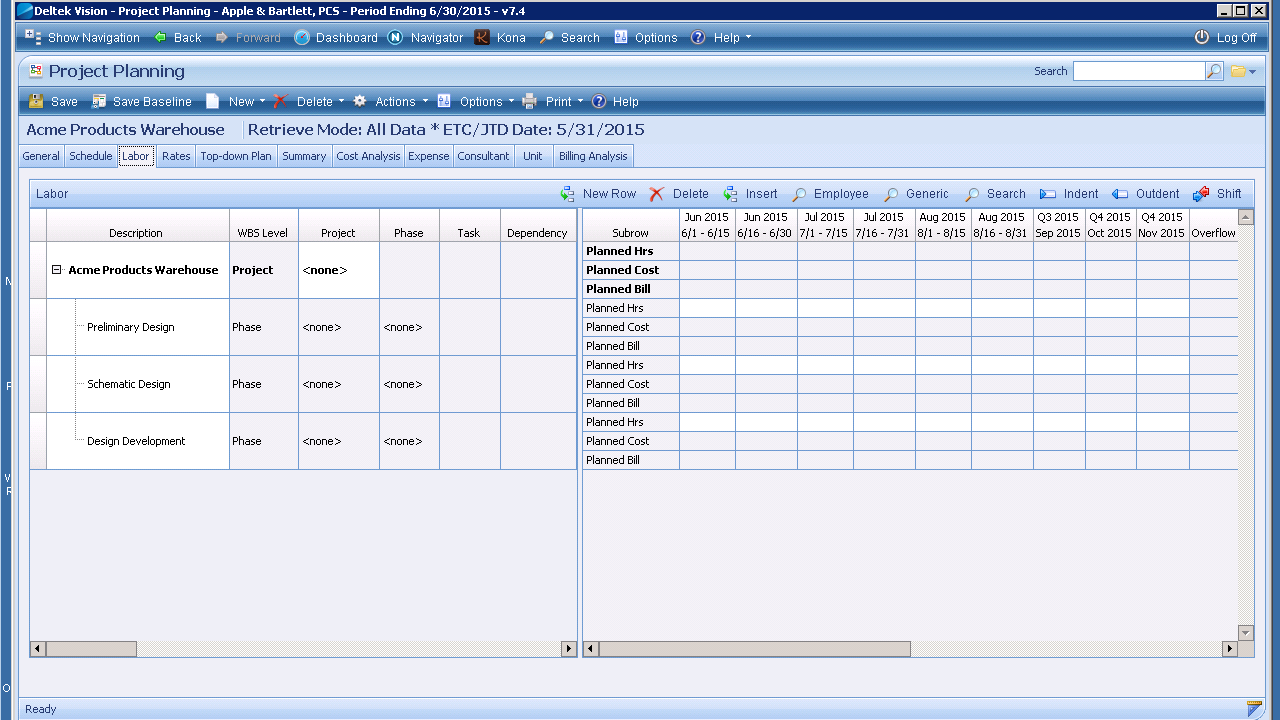 Deltek Vision - Project Planning - Apple & Bartlett, PCS - Period Ending 6/30/2015 - v7.4
Show Navigation Back Forward Dashboard Navigator Kona Search Options Help Log Off
Project Planning Search
Save Save Baseline New Delete Actions Options Print Help
Acme Products Warehouse Retrieve Mode: All Data * ETC/JTD Date: 5/31/2015
General Schedule Labor Rates Top-down Plan Summary Cost Analysis Expense Consultant Unit Billing Analysis
Labor New Row Delete Insert Employee Generic Search Indent Outdent Shift
Jun 2015 Jun 2015 Jul 2015 Jul 2015 Aug 2015 Aug 2015 Q3 2015 Q4 2015 Q4 2015
Description WBS Level Project Phase Task Dependency Subrow 6/1 - 6/15 6/16 - 6/30 7/1 - 7/15 7/16 - 7/31 8/1 - 8/15 8/16 - 8/31 Sep 2015 Oct 2015 Nov 2015 Overflow
Planned Hrs
Acme Products Warehouse Project <none> Planned Cost
Planned Bill
Planned Hrs
Preliminary Design Phase <none> <none> Planned Cost
Planned Bill
Planned Hrs
Schematic Design Phase <none> <none> Planned Cost
Planned Bill
Planned Hrs
Design Development Phase <none> <none> Planned Cost
Planned Bill
Ready